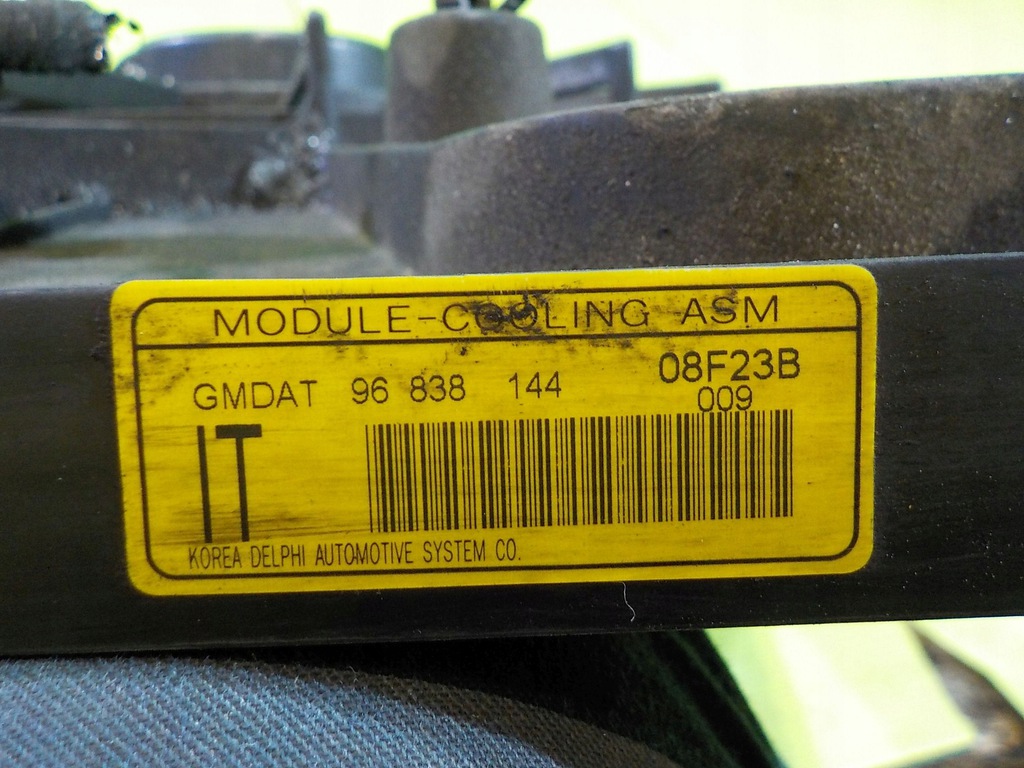 MODULE-COOLING ASM
GMDAT 96 838 144 08F23B
009
IT
KOREA DELPHI AUTOMOTIVE SYSTEM CO.